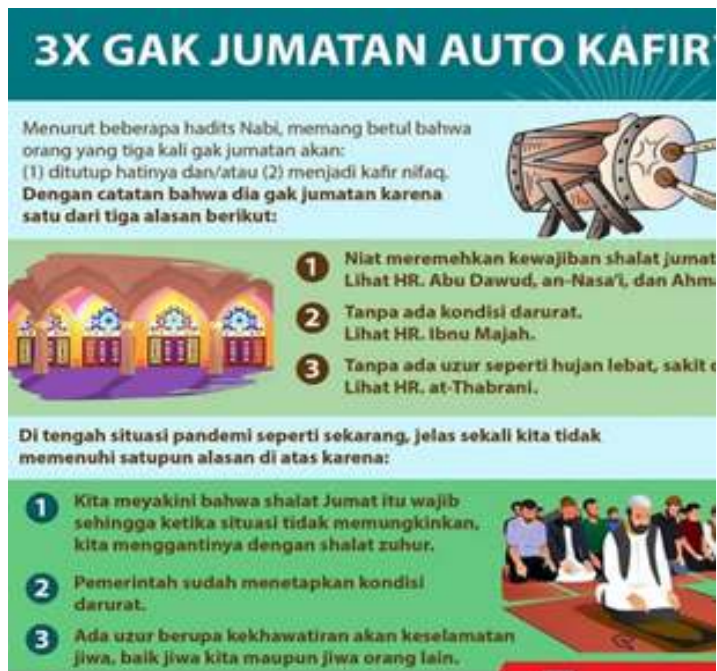 3X GAK JUMATAN AUTO KAFIR
Menurut beberapa hadits Nabi, memang betul bahwa
orang yang tiga kali gak jumatan akan:
(1) ditutup hatinya dan/atau (2) menjadi kafir nifaq.
Dengan catatan bahwa dia gak jumatan karena
satu dari tiga alasan berikut:
1 Niat meremehkan kewajiban shalat jumat
Lihat HR. Abu Dawud, an-Nasa'i, dan Ahma
2 Tanpa ada kondisi darurat.
Lihat HR. Ibnu Majah.
3 Tanpa ada uzur seperti hujan lebat, sakit
Lihat HR. at-Thabrani.
Di tengah situasi pandemi seperti sekarang, jelas sekali kita tidak
memenuhi satupun alasan di atas karena:
1 Kita meyakini bahwa shalat Jumat itu wajib
sehingga ketika situasi tidak memungkinkan,
kita menggantinya dengan shalat zuhur.
2 Pemerintah sudah menetapkan kondisi
darurat.
3 Ada uzur berupa kekhawatiran akan keselamatan
jiwa, baik jiwa kita maupun jiwa orang lain.